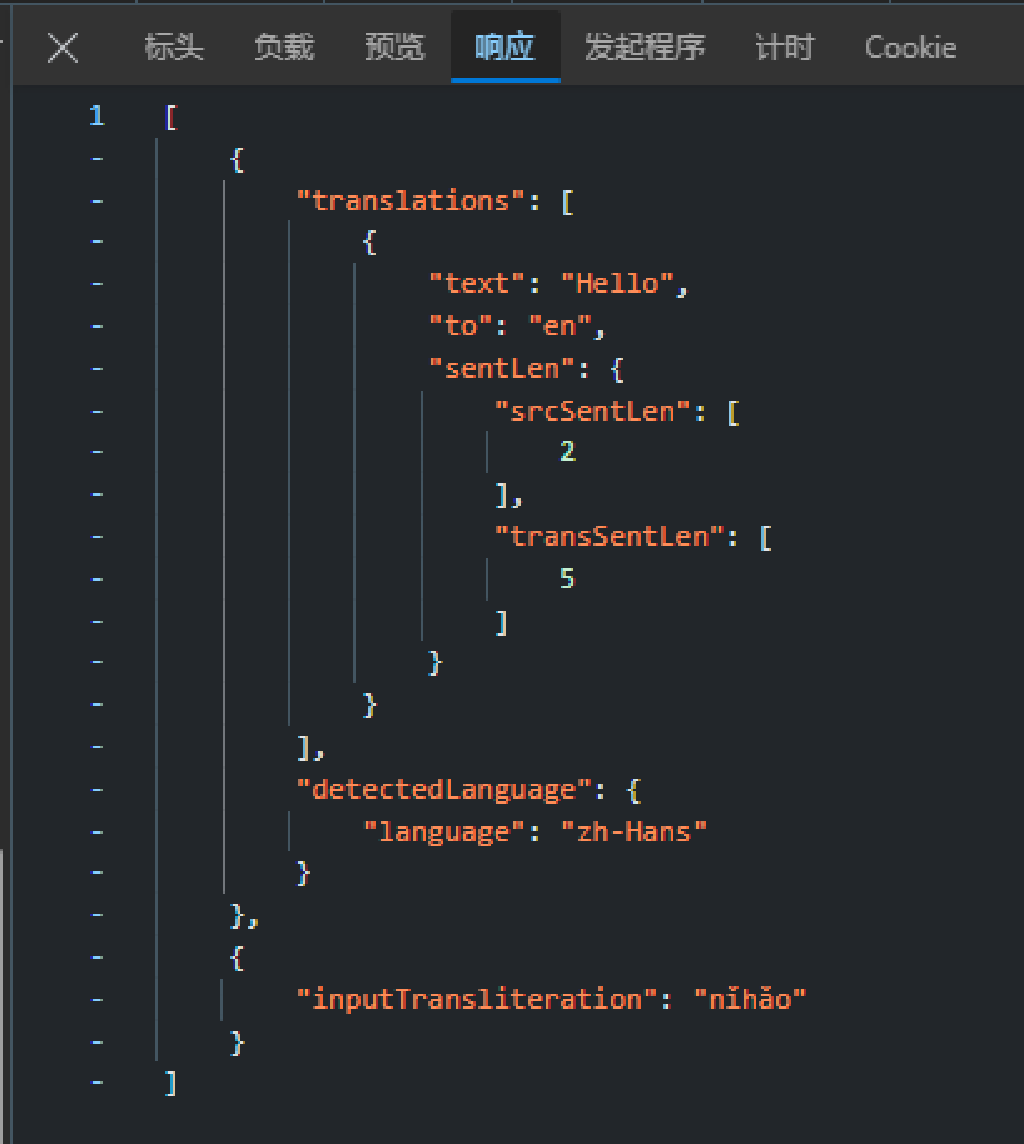 标头 负载 预览 响应 发起程序 计时 Cookie
1 [
- {
- "translations": [
- {
- "text": "Hello",
- "to": "en",
- "sentLen": {
- "srcSentLen": [
- 2
- ],
- "transSentLen": [
- 5
- ]
- }
- }
- ],
- "detectedLanguage": {
- "language": "zh-Hans"
- }
- },
- {
- "inputTransliteration": "nǐhǎo"
- }
- ]